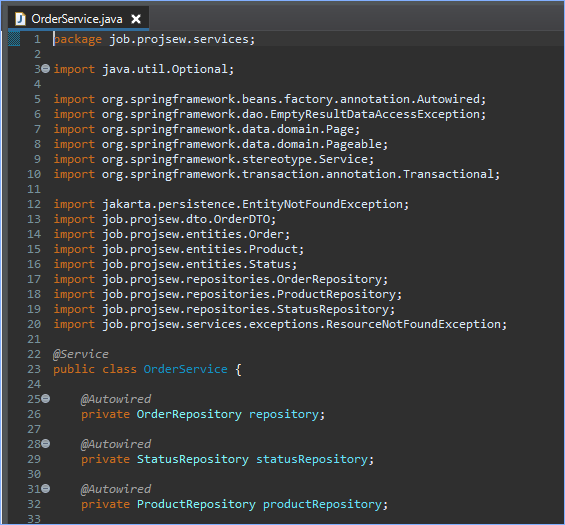 OrderService.java
1 package job.projsew.services;
2
3 import java.util.Optional;
4
5 import org.springframework.beans.factory.annotation.Autowired;
6 import org.springframework.dao.EmptyResultDataAccessException;
7 import org.springframework.data.domain.Page;
8 import org.springframework.data.domain.Pageable;
9 import org.springframework.stereotype.Service;
10 import org.springframework.transaction.annotation.Transactional;
11
12 import jakarta.persistence.EntityNotFoundException;
13 import job.projsew.dto.OrderDTO;
14 import job.projsew.entities.Order;
15 import job.projsew.entities.Product;
16 import job.projsew.entities.Status;
17 import job.projsew.repositories.OrderRepository;
18 import job.projsew.repositories.ProductRepository;
19 import job.projsew.repositories.StatusRepository;
20 import job.projsew.services.exceptions.ResourceNotFoundException;
21
22 @Service
23 public class OrderService {
24
25 @Autowired
26 private OrderRepository repository;
27
28 @Autowired
29 private StatusRepository statusRepository;
30
31 @Autowired
32 private ProductRepository productRepository;
33